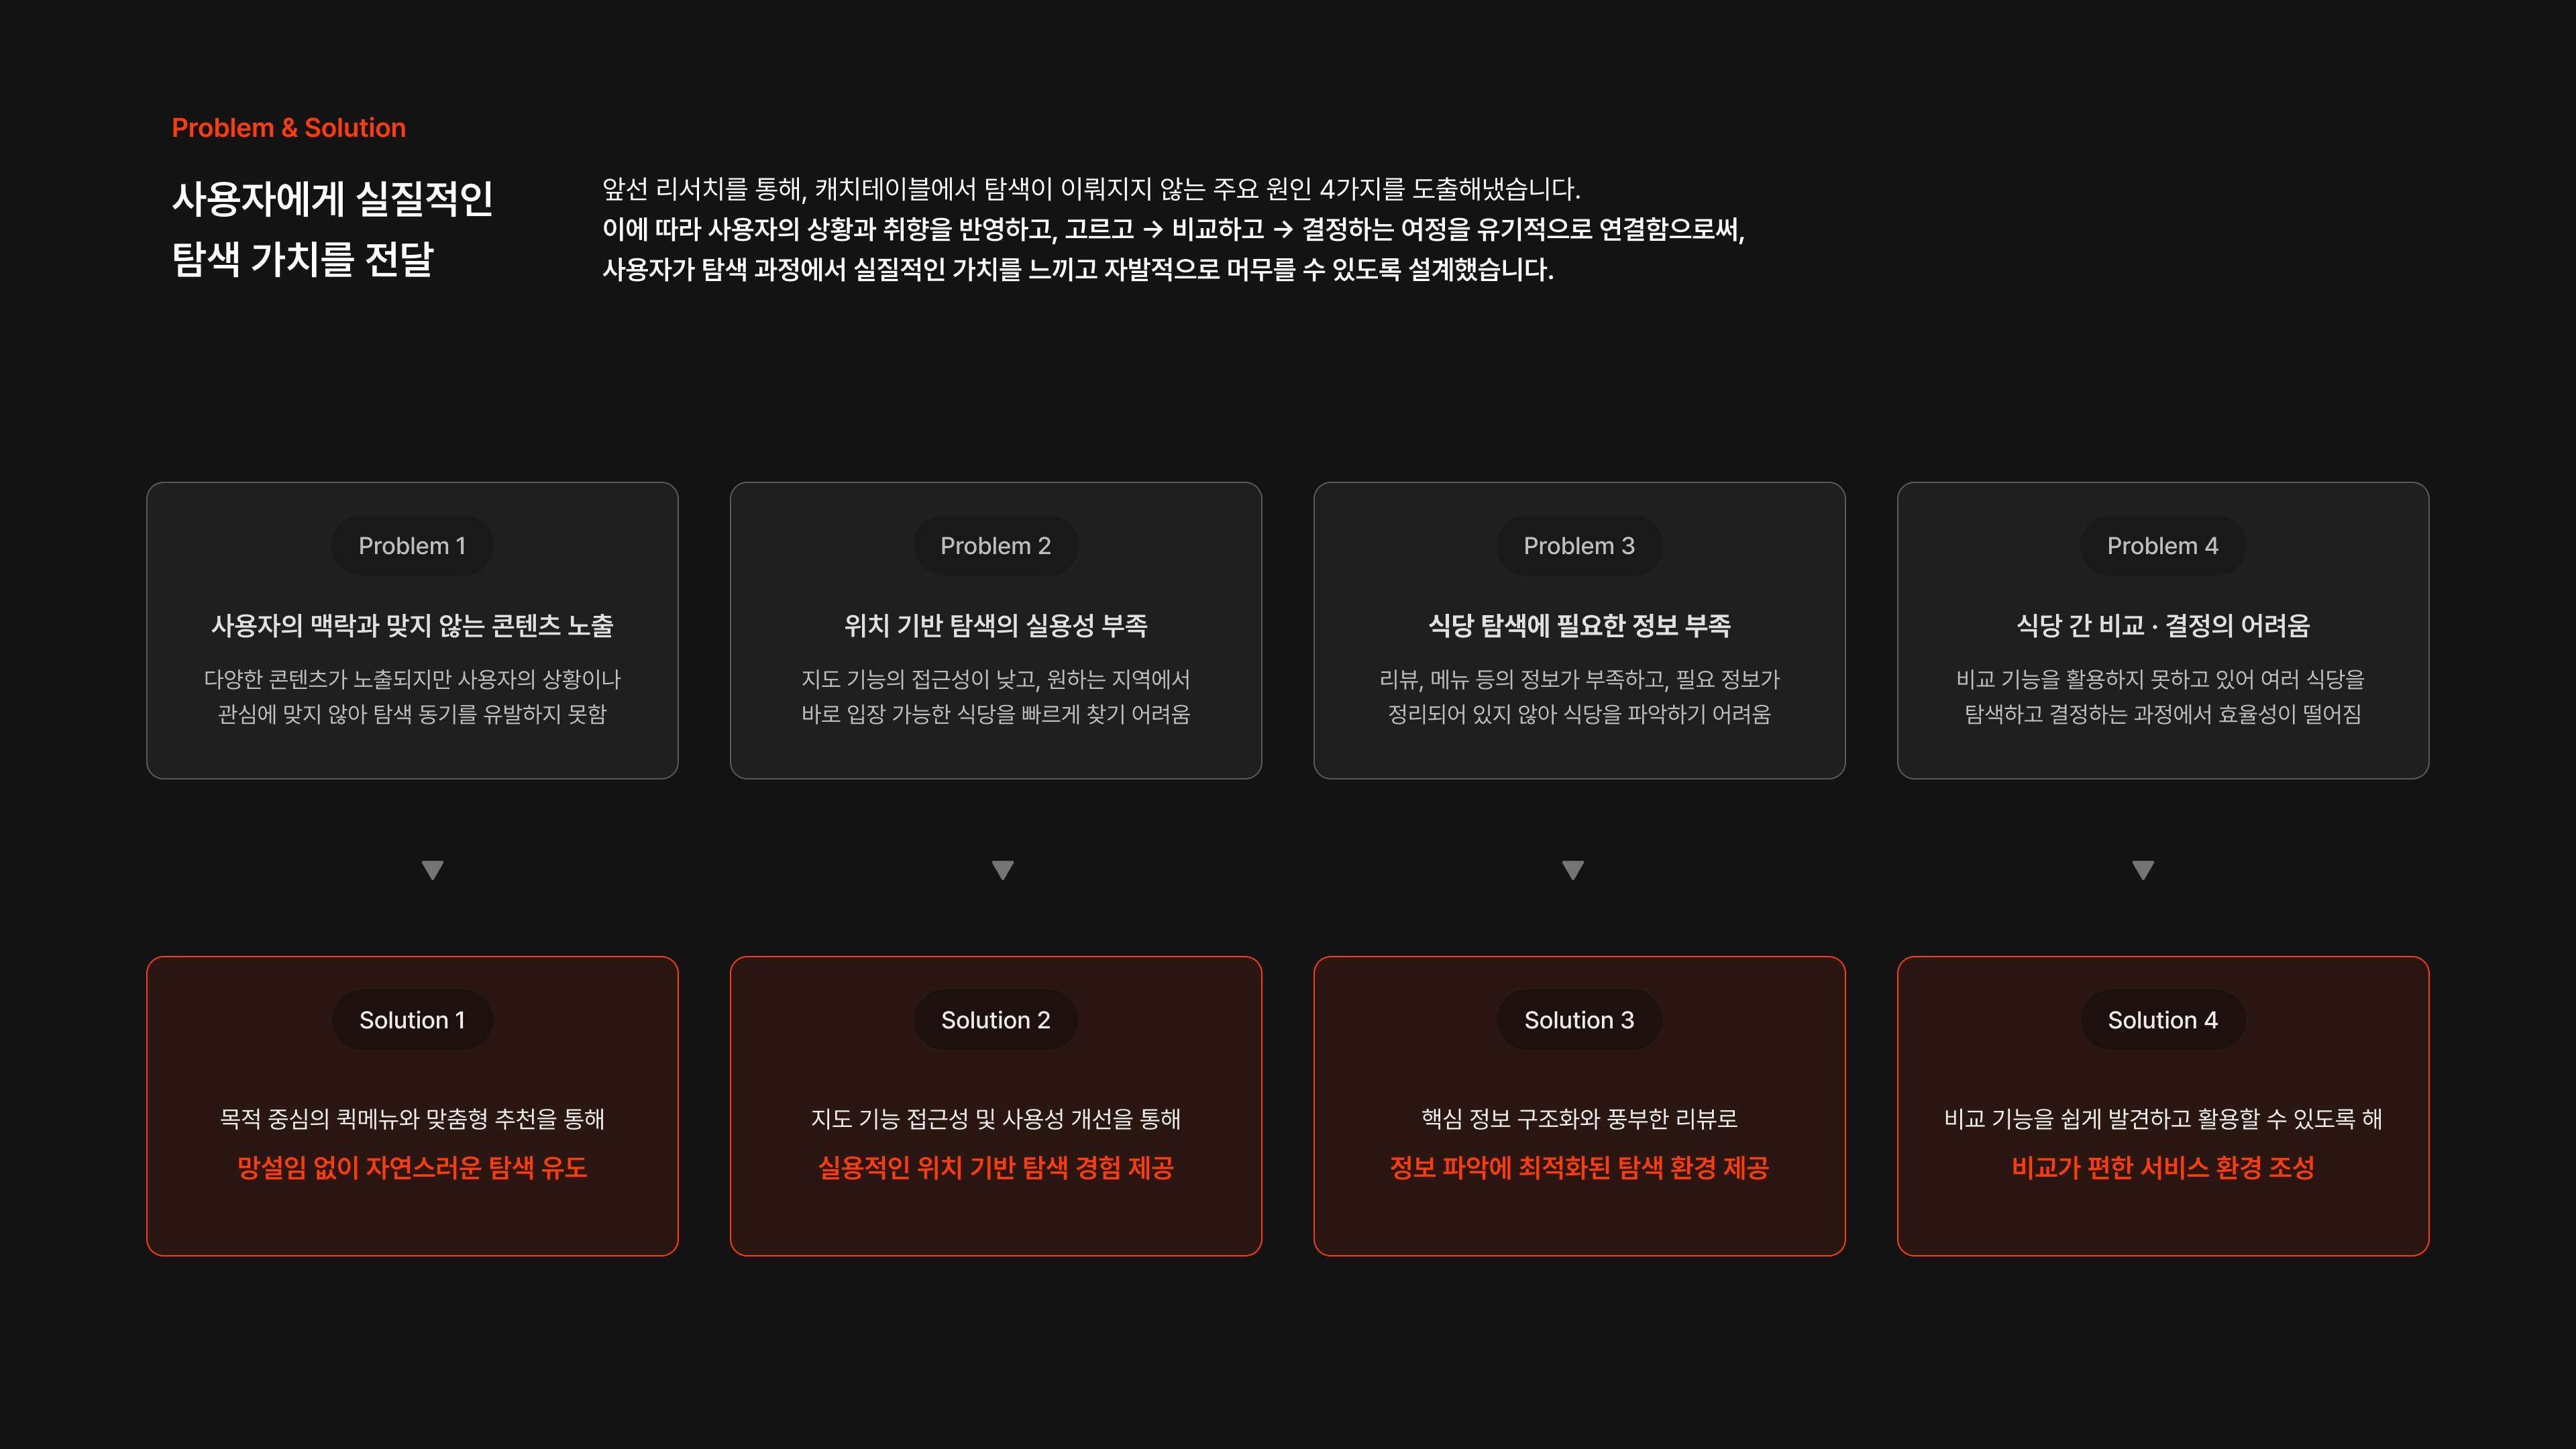 Problem & Solution
사용자에게 실질적인
탐색 가치를 전달
앞선 리서치를 통해, 캐치테이블에서 탐색이 이뤄지지 않는 주요 원인 4가지를 도출해냈습니다.
이에 따라 사용자의 상황과 취향을 반영하고, 고르고 → 비교하고 → 결정하는 여정을 유기적으로 연결함으로써,
사용자가 탐색 과정에서 실질적인 가치를 느끼고 자발적으로 머무를 수 있도록 설계했습니다.
Problem 1
사용자의 맥락과 맞지 않는 콘텐츠 노출
다양한 콘텐츠가 노출되지만 사용자의 상황이나
관심에 맞지 않아 탐색 동기를 유발하지 못함
Problem 2
위치 기반 탐색의 실용성 부족
지도 기능의 접근성이 낮고, 원하는 지역에서
바로 입장 가능한 식당을 빠르게 찾기 어려움
Problem 3
식당 탐색에 필요한 정보 부족
리뷰, 메뉴 등의 정보가 부족하고, 필요 정보가
정리되어 있지 않아 식당을 파악하기 어려움
Problem 4
식당 간 비교 · 결정의 어려움
비교 기능을 활용하지 못하고 있어 여러 식당을
탐색하고 결정하는 과정에서 효율성이 떨어짐
Solution 1
목적 중심의 퀵메뉴와 맞춤형 추천을 통해
망설임 없이 자연스러운 탐색 유도
Solution 2
지도 기능 접근성 및 사용성 개선을 통해
실용적인 위치 기반 탐색 경험 제공
Solution 3
핵심 정보 구조화와 풍부한 리뷰로
정보 파악에 최적화된 탐색 환경 제공
Solution 4
비교 기능을 쉽게 발견하고 활용할 수 있도록 해
비교가 편한 서비스 환경 조성